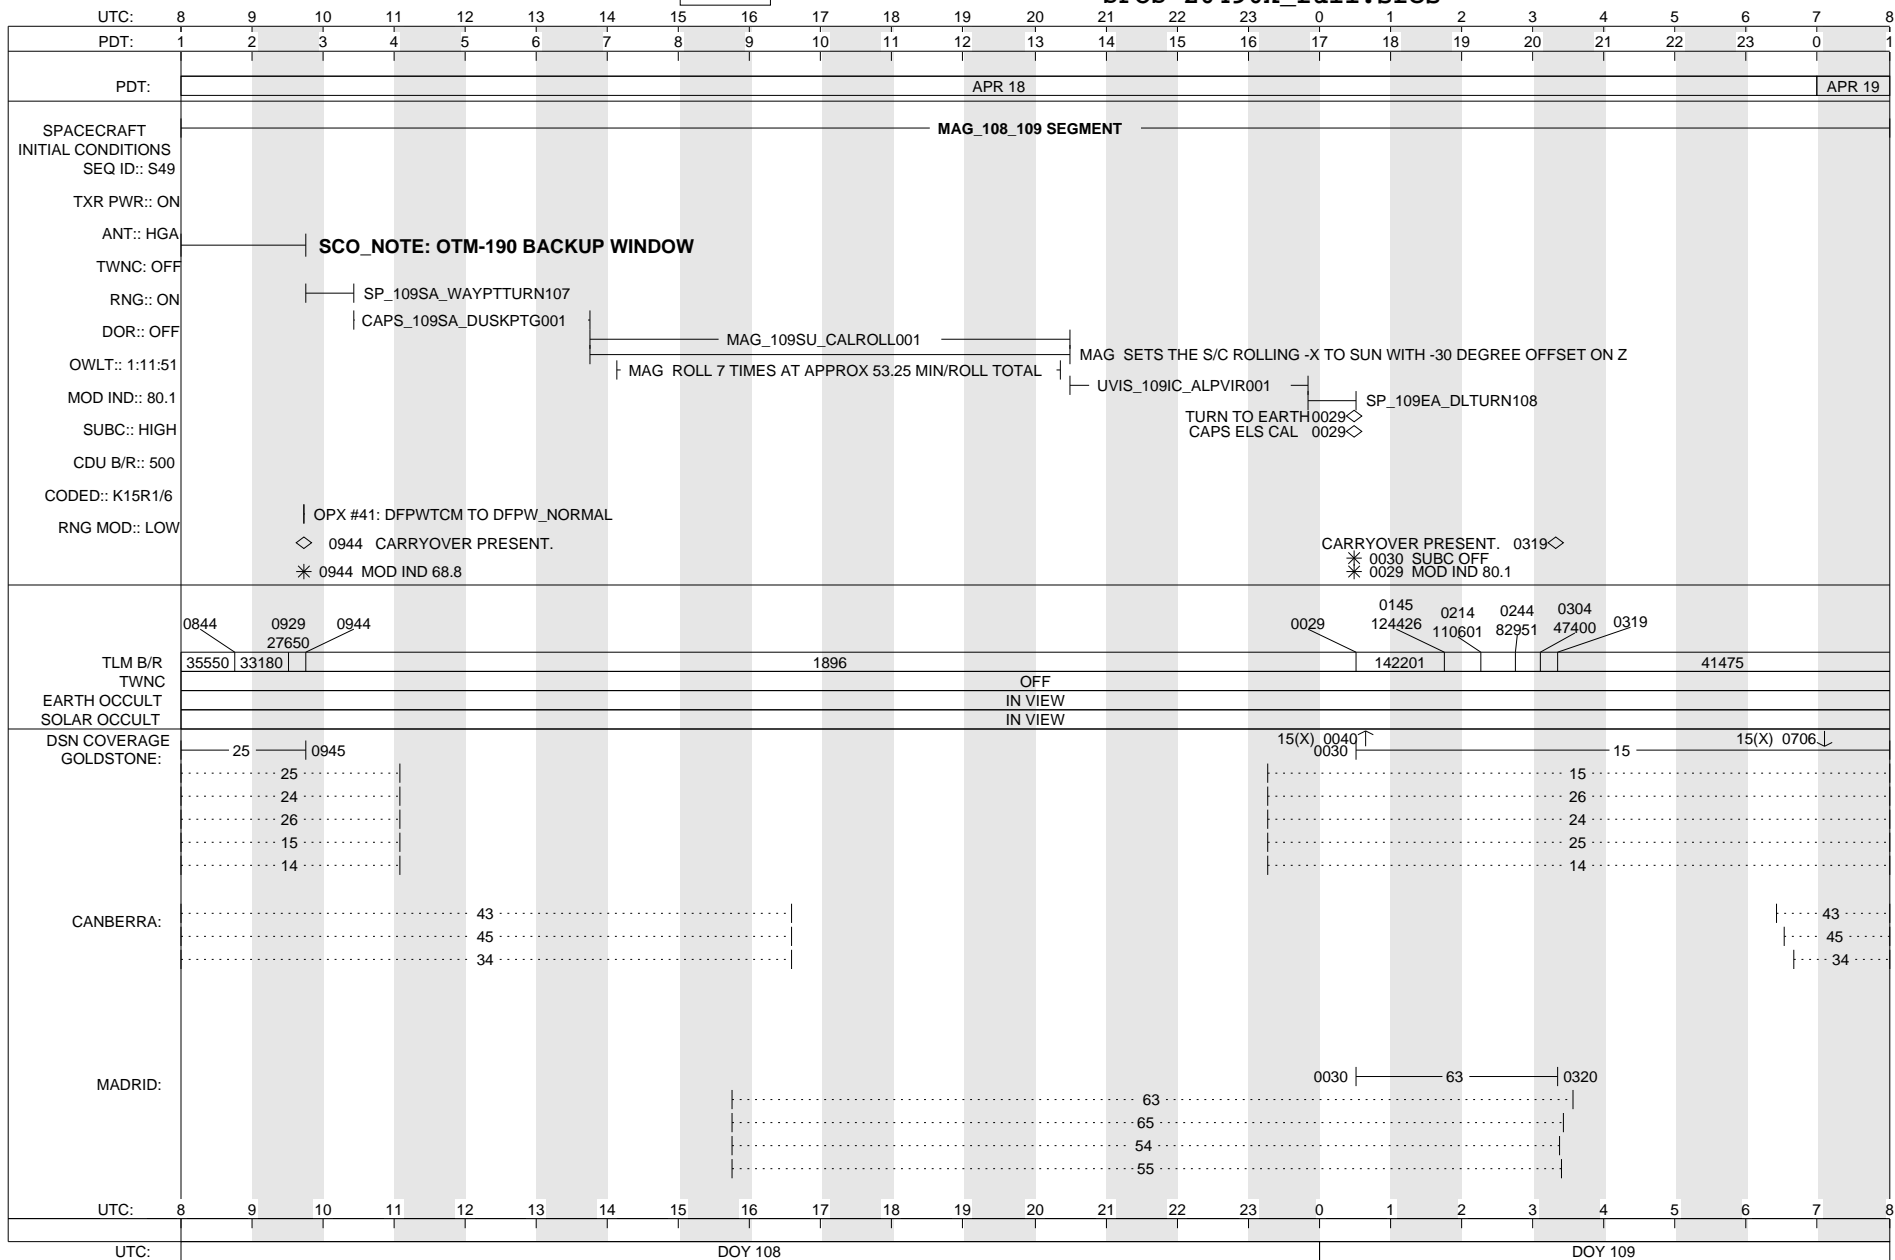 UTC: 8 9 10 11 12 13 14 15 16 17 18 19 20 21 22 23 0 1 2 3 4 5 6 7 8
PDT: 1 2 3 4 5 6 7 8 9 10 11 12 13 14 15 16 17 18 19 20 21 22 23 0 1
PDT: APR 18 APR 19
SPACECRAFT
INITIAL CONDITIONS
MAG_108_109 SEGMENT
SEQ ID:: S49
TXR PWR:: ON
ANT:: HGA
SCO_NOTE: OTM-190 BACKUP WINDOW
TWNC: OFF
RNG:: ON
SP_109SA_WAYPTTURN107
CAPS_109SA_DUSKPTG001
DOR:: OFF
MAG_109SU_CALROLL001
MAG SETS THE S/C ROLLING -X TO SUN WITH -30 DEGREE OFFSET ON Z
OWLT:: 1:11:51
MAG ROLL 7 TIMES AT APPROX 53.25 MIN/ROLL TOTAL
UVIS_109IC_ALPVIR001
MOD IND:: 80.1
SP_109EA_DLTURN108
TURN TO EARTH 0029
SUBC:: HIGH
CAPS ELS CAL 0029
CDU B/R:: 500
CODED:: K15R1/6
OPX #41: DFPWTCM TO DFPW_NORMAL
RNG MOD:: LOW
0944 CARRYOVER PRESENT.
CARRYOVER PRESENT. 0319
0030 SUBC OFF
0944 MOD IND 68.8
0029 MOD IND 80.1
0844 0929 0944 0029 0145 0214 0244 0304 0319
27650 124426 110601 82951 47400
TLM B/R 35550 33180 1896 142201 41475
TWNC OFF
EARTH OCCULT IN VIEW
SOLAR OCCULT IN VIEW
DSN COVERAGE
15(X) 0040 15(X) 0706
GOLDSTONE: 25 0945 0030 15
25 15
24 26
26 24
15 25
14 14
CANBERRA: 43 43
45 45
34 34
MADRID: 0030 63 0320
63
65
54
55
UTC: 8 9 10 11 12 13 14 15 16 17 18 19 20 21 22 23 0 1 2 3 4 5 6 7 8
UTC: DOY 108 DOY 109